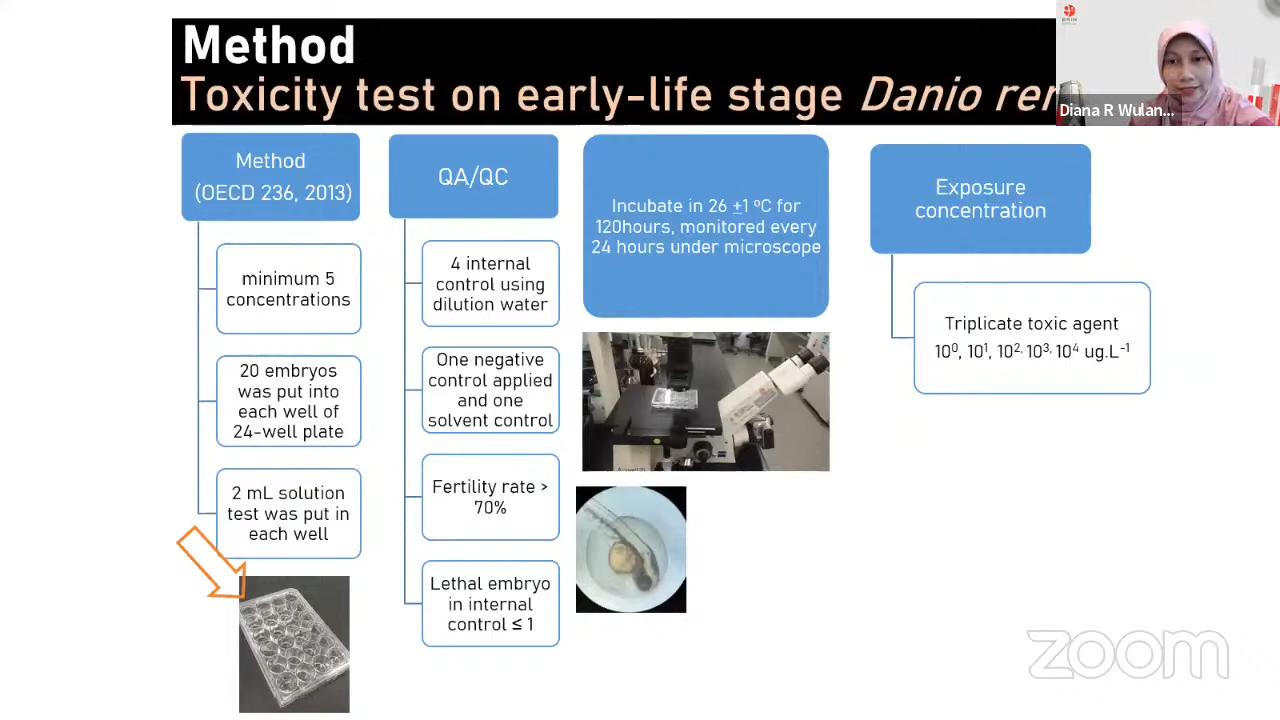 Method
Toxicity test on early-life stage Danio rer
Diana R Wulan...
Method
(OECD 236, 2013)
minimum 5
concentrations
20 embryos
was put into
each well of
24-well plate
2 mL solution
test was put in
each well
QA/QC
4 internal
control using
dilution water
One negative
control applied
and one
solvent control
Fertility rate >
70%
Lethal embryo
in internal
control ≤ 1
Incubate in 26 ±1 ºC for
120hours, monitored every
24 hours under microscope
Exposure
concentration
Triplicate toxic agent
10⁰, 10¹, 10², 10³, 10⁴ ug.L⁻¹
zoom